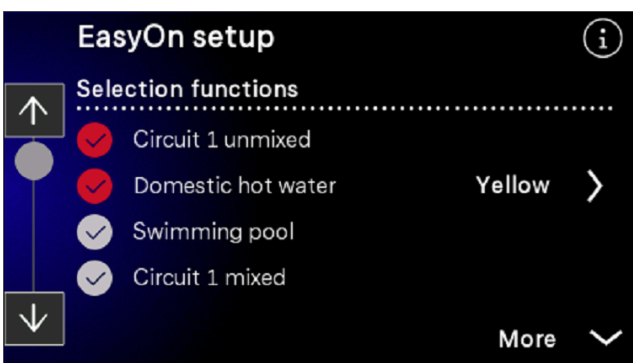 EasyOn setup
i
Selection functions
Circuit 1 unmixed
Domestic hot water Yellow
Swimming pool
Circuit 1 mixed
More